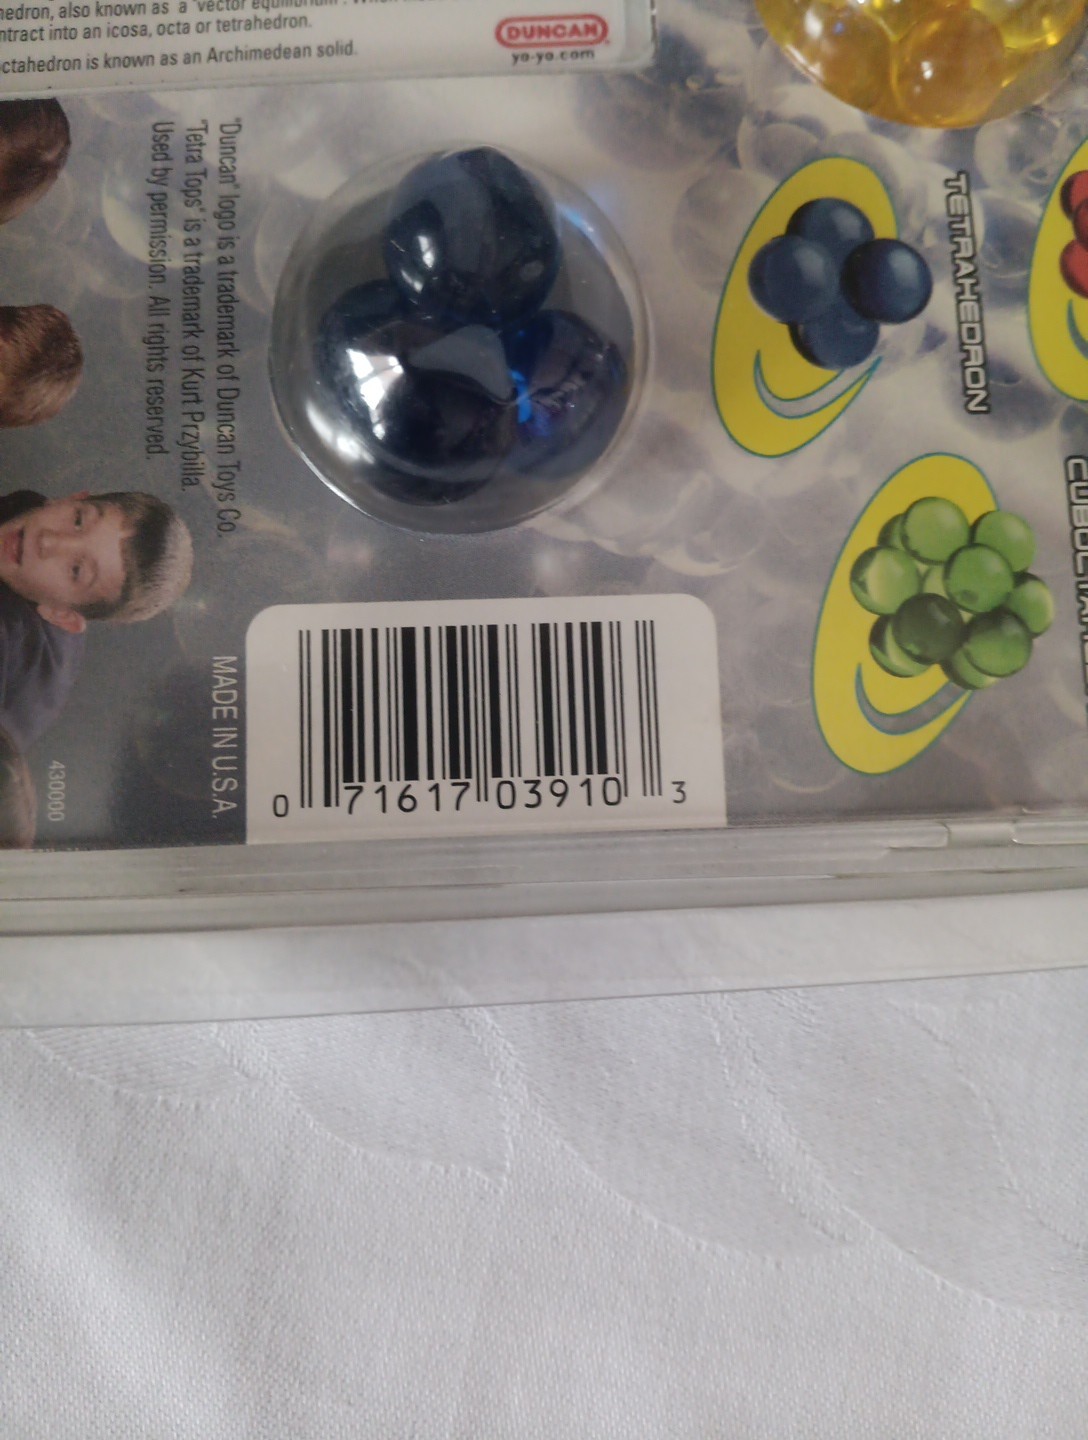 hedron, also known as a "vector equilibrium".
ntract into an icosa, octa or tetrahedron.
ctahedron is known as an Archimedean solid.
DUNCAN
yo-yo.com
"Duncan" logo is a trademark of Duncan Toys Co.
"Tetra Tops" is a trademark of Kurt Przybilla.
Used by permission. All rights reserved.
TETRAHEDRON
MADE IN U.S.A.
430000
0 71617 03910 3